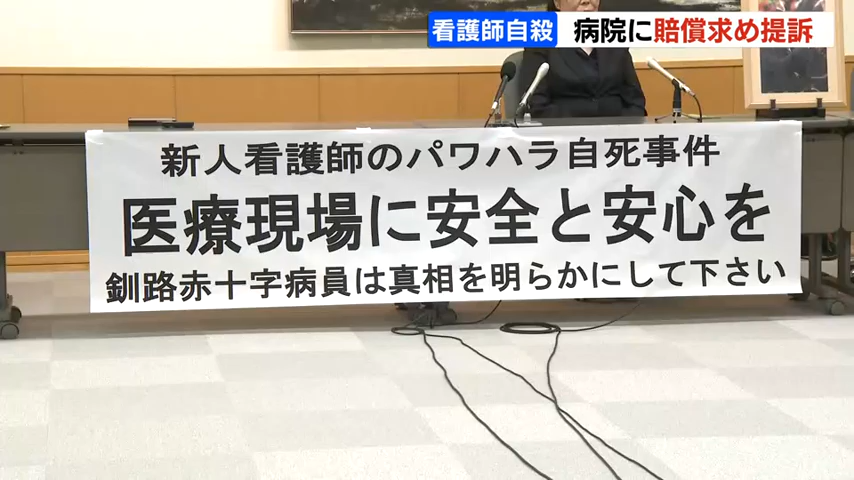 看護師自殺 病院に賠償求め提訴
新人看護師のパワハラ自死事件
医療現場に安全と安心を
釧路赤十字病員は真相を明らかにして下さい